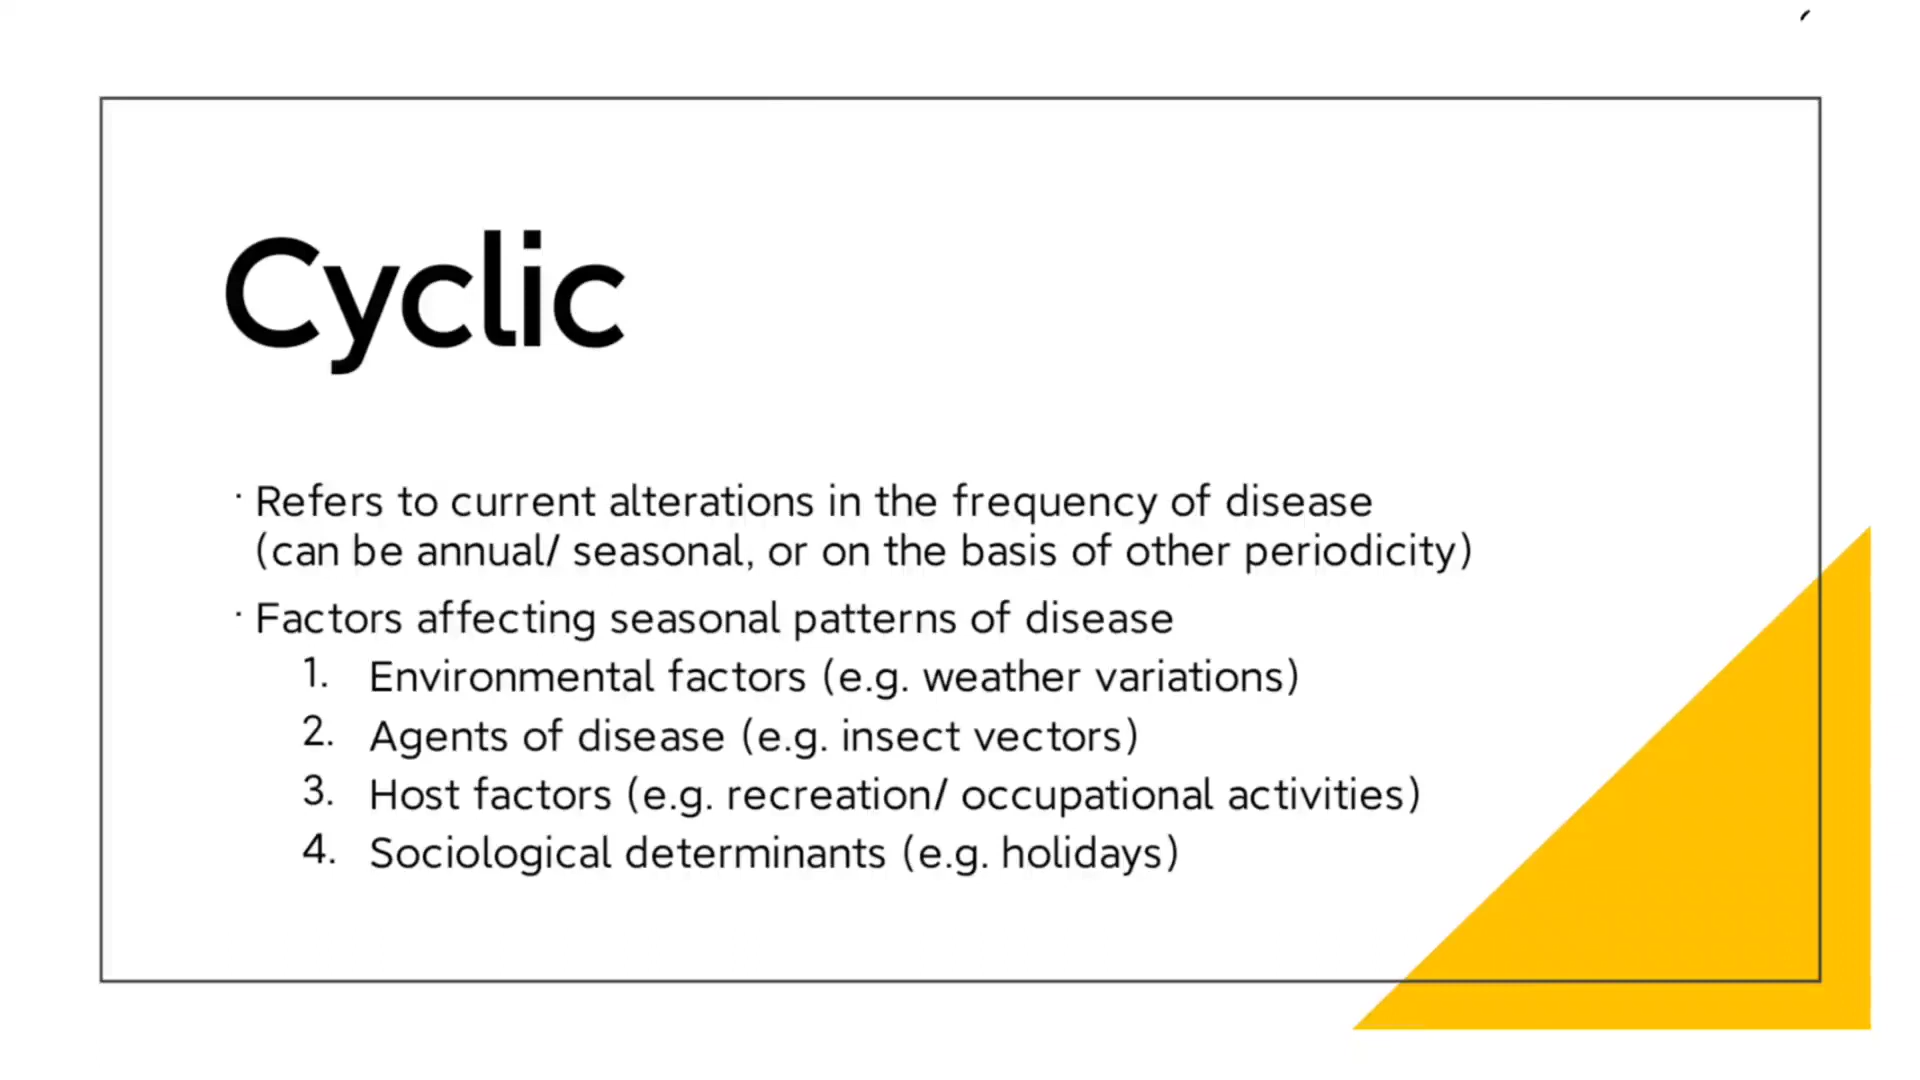 Cyclic
· Refers to current alterations in the frequency of disease
(can be annual/ seasonal, or on the basis of other periodicity)
· Factors affecting seasonal patterns of disease
1. Environmental factors (e.g. weather variations)
2. Agents of disease (e.g. insect vectors)
3. Host factors (e.g. recreation/ occupational activities)
4. Sociological determinants (e.g. holidays)